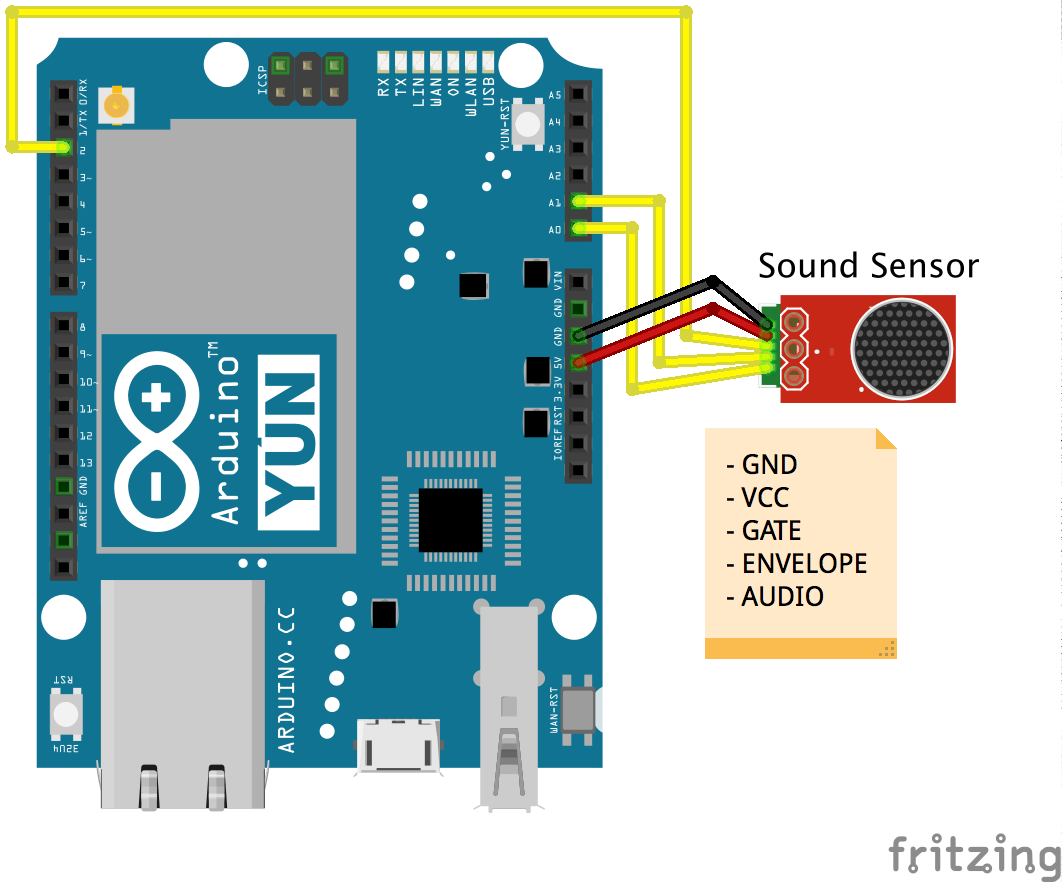 ICSP
RX
TX
LIN
WAN
ON
WLAN
USB
YUN-RST
0/RX
1/TX
2
3~
4
5~
6~
7
8
9~
10~
11~
12
13
GND
AREF
A5
A4
A3
A2
A1
A0
VIN
GND
GND
5V
3.3V
RST
IOREF
Arduino™
YÚN
ARDUINO.CC
RST
32U4
WAN-RST
Sound Sensor
- GND
- VCC
- GATE
- ENVELOPE
- AUDIO
fritzing